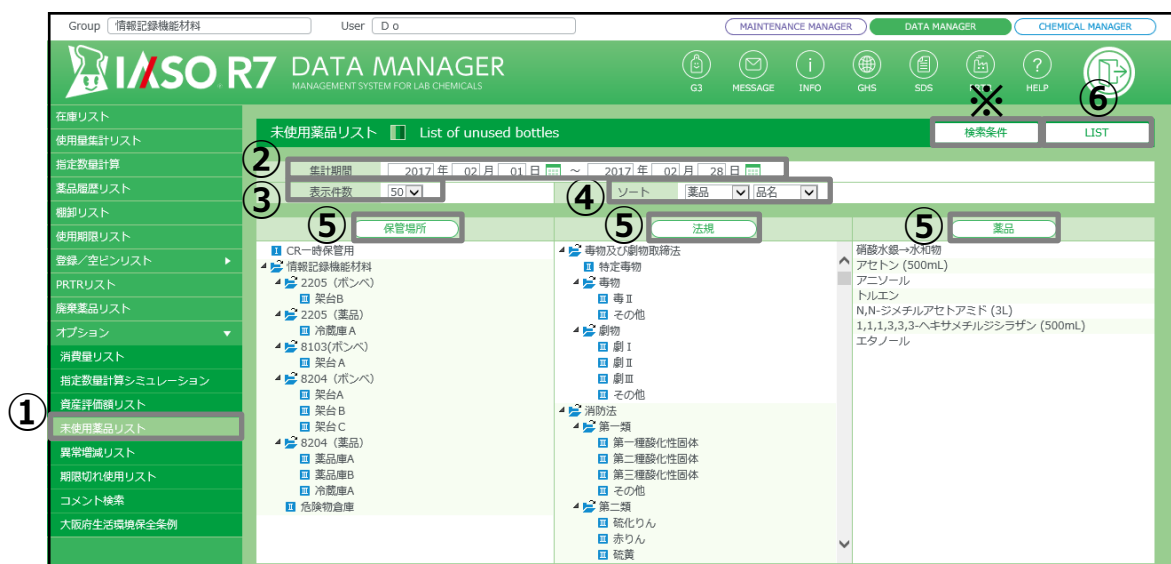 Group 情報記録機能材料 User D o MAINTENANCE MANAGER DATA MANAGER CHEMICAL MANAGER
IASO R7 DATA MANAGER
MANAGEMENT SYSTEM FOR LAB CHEMICALS
G3 MESSAGE INFO GHS SDS HELP
※ ⑥
未使用薬品リスト List of unused bottles 検索条件 LIST
② 集計期間 2017 年 02 月 01 日 ~ 2017 年 02 月 28 日
③ 表示件数 50 ④ ソート 薬品 品名
在庫リスト
使用量集計リスト
指定数量計算
薬品履歴リスト
棚卸リスト
使用期限リスト
登録／空ビンリスト
PRTRリスト
廃棄薬品リスト
オプション
消費量リスト
指定数量計算シミュレーション
資産評価額リスト
① 未使用薬品リスト
異常増減リスト
期限切れ使用リスト
コメント検索
大阪府生活環境保全条例
⑤ 保管場所
CR一時保管用
情報記録機能材料
2205（ボンベ）
架台B
2205（薬品）
冷蔵庫A
8103(ボンベ)
架台A
8204（ボンベ）
架台A
架台B
架台C
8204（薬品）
薬品庫A
薬品庫B
冷蔵庫A
危険物倉庫
⑤ 法規
毒物及び劇物取締法
特定毒物
毒物
毒Ⅱ
その他
劇物
劇Ⅰ
劇Ⅱ
劇Ⅲ
その他
消防法
第一類
第一種酸化性固体
第二種酸化性固体
第三種酸化性固体
その他
第二類
硫化りん
赤りん
硫黄
⑤ 薬品
硝酸水銀→水和物
アセトン (500mL)
アニソール
トルエン
N,N-ジメチルアセトアミド (3L)
1,1,1,3,3,3-ヘキサメチルジシラザン (500mL)
エタノール